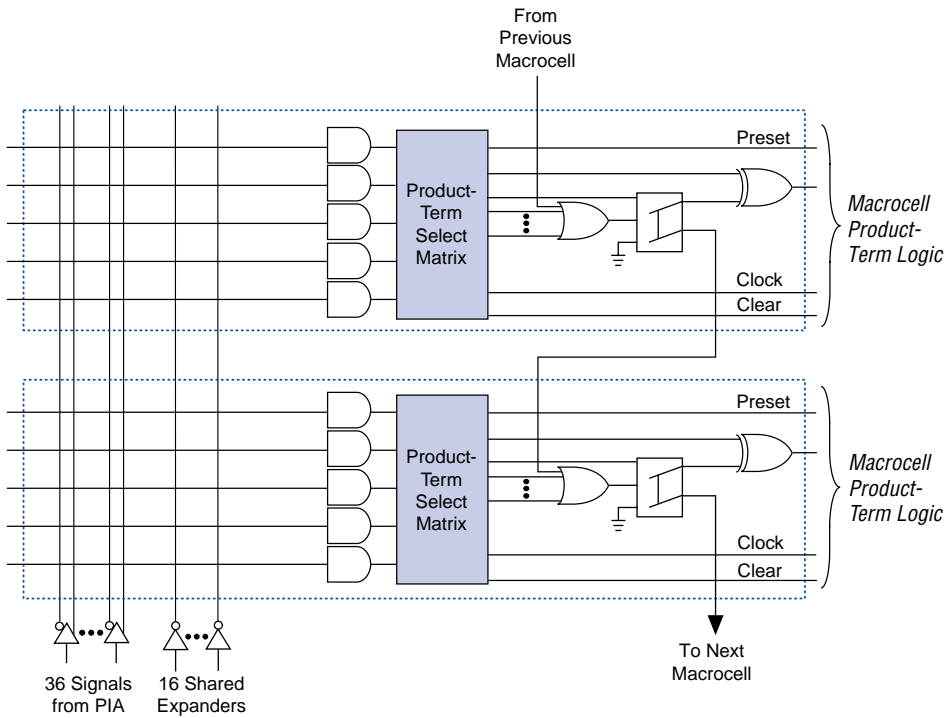 From
Previous
Macrocell
Preset
Product-
Term
Select
Matrix
Macrocell
Product-
Term Logic
Clock
Clear
Preset
Product-
Term
Select
Matrix
Macrocell
Product-
Term Logic
Clock
Clear
36 Signals
from PIA
16 Shared
Expanders
To Next
Macrocell